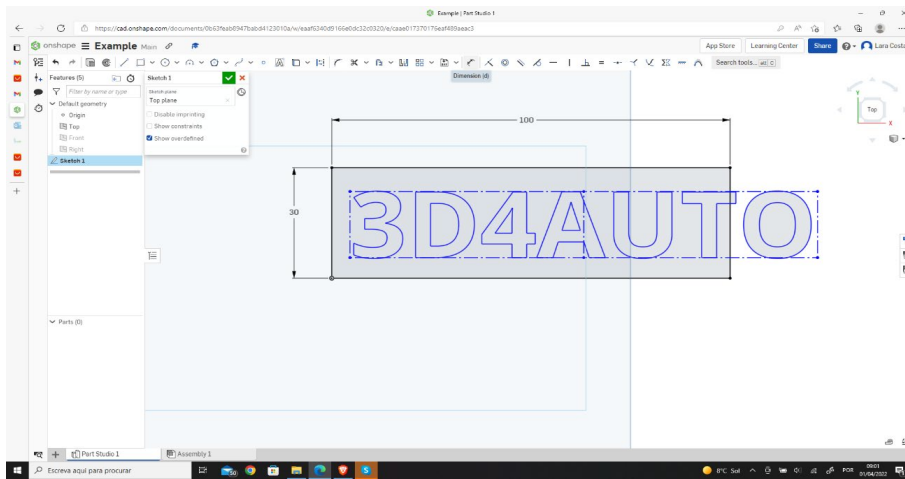 Example | Part Studio 1
https://cad.onshape.com/documents/0b63feab8947babd4123010a/w/eaaf6340d9166e0dc32c0320/e/caae017370176eaf489aeac3
onshape Example Main
App Store Learning Center Share Lara Costa
Search tools...
Features (5)
Filter by name or type
Default geometry
Origin
Top
Front
Right
Sketch 1
Sketch 1
Sketch plane
Top plane
Disable imprinting
Show constraints
Show overdefined
Dimension (d)
Y
Top
X
100
30
3D4AUTO
Parts (0)
Part Studio 1 Assembly 1
Escreva aqui para procurar
8°C Sol
POR
09:01
01/04/2022